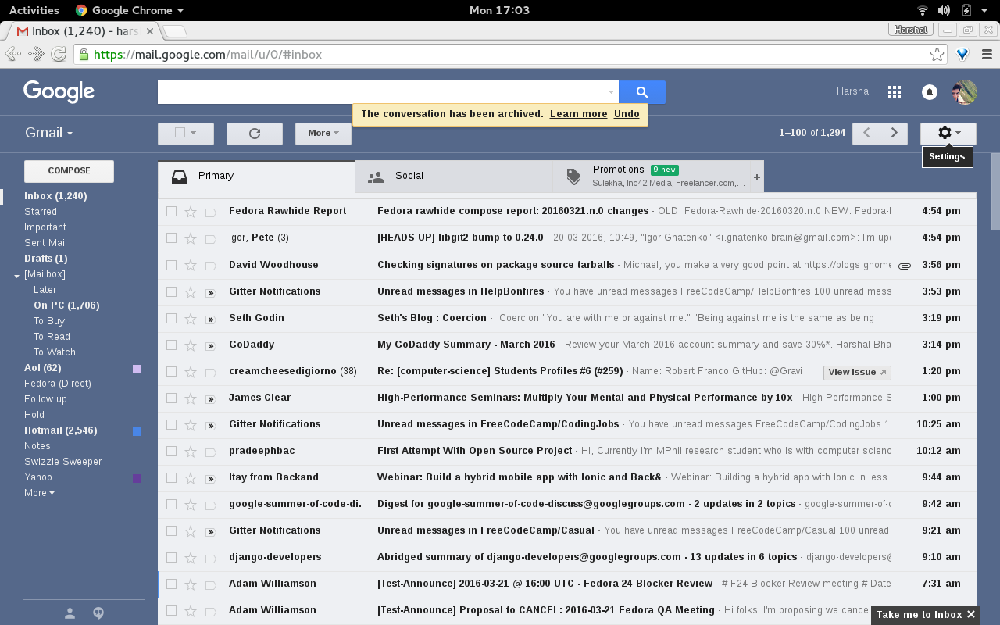 Activities Google Chrome Mon 17:03
Inbox (1,240) - hars Harshal
https://mail.google.com/mail/u/0/#inbox
Google Harshal
The conversation has been archived. Learn more Undo
Gmail More 1–100 of 1,294
Settings
COMPOSE
Inbox (1,240)
Starred
Important
Sent Mail
Drafts (1)
[Mailbox]
Later
On PC (1,706)
To Buy
To Read
To Watch
Aol (62)
Fedora (Direct)
Follow up
Hold
Hotmail (2,546)
Notes
Swizzle Sweeper
Yahoo
More
Primary
Social
Promotions 9 new
Sulekha, Inc42 Media, Freelancer.com,...
+
Fedora Rawhide Report Fedora rawhide compose report: 20160321.n.0 changes - OLD: Fedora-Rawhide-20160320.n.0 NEW: Fedora-F 4:54 pm
Igor, Pete (3) [HEADS UP] libgit2 bump to 0.24.0 - 20.03.2016, 10:49, "Igor Gnatenko" <i.gnatenko.brain@gmail.com>: I'm upd 4:54 pm
David Woodhouse Checking signatures on package source tarballs - Michael, you make a very good point at https://blogs.gnome 3:56 pm
Gitter Notifications Unread messages in HelpBonfires - You have unread messages FreeCodeCamp/HelpBonfires 100 unread mess 3:53 pm
Seth Godin Seth's Blog : Coercion - Coercion "You are with me or against me." "Being against me is the same as being 3:19 pm
GoDaddy My GoDaddy Summary - March 2016 - Review your March 2016 account summary and save 30%*. Harshal Bha 3:14 pm
creamcheesedigiorno (38) Re: [computer-science] Students Profiles #6 (#259) - Name: Robert Franco GitHub: @Gravi View Issue 1:20 pm
James Clear High-Performance Seminars: Multiply Your Mental and Physical Performance by 10x - High-Performance S 1:00 pm
Gitter Notifications Unread messages in FreeCodeCamp/CodingJobs - You have unread messages FreeCodeCamp/CodingJobs 10 10:25 am
pradeephbac First Attempt With Open Source Project - HI, Currently I'm MPhil research student who is with computer scienc 10:12 am
Itay from Backand Webinar: Build a hybrid mobile app with Ionic and Back& - Webinar: Building a hybrid app with Ionic in less 9:44 am
google-summer-of-code-di. Digest for google-summer-of-code-discuss@googlegroups.com - 2 updates in 2 topics - google-summer-of-c 9:42 am
Gitter Notifications Unread messages in FreeCodeCamp/Casual - You have unread messages FreeCodeCamp/Casual 100 unread 9:21 am
django-developers Abridged summary of django-developers@googlegroups.com - 13 updates in 6 topics - django-developers@ 9:10 am
Adam Williamson [Test-Announce] 2016-03-21 @ 16:00 UTC - Fedora 24 Blocker Review - # F24 Blocker Review meeting # Date 7:31 am
Adam Williamson [Test-Announce] Proposal to CANCEL: 2016-03-21 Fedora QA Meeting - Hi folks! I'm proposing we cancel
Take me to Inbox ✕